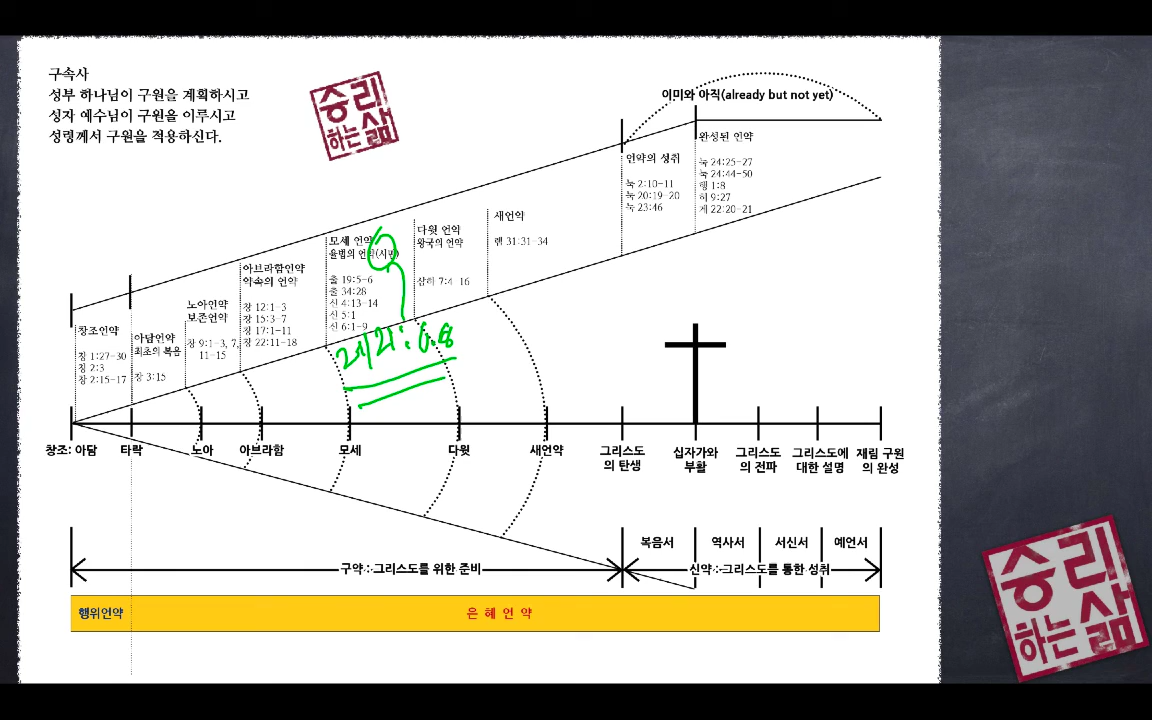 구속사
성부 하나님이 구원을 계획하시고
성자 예수님이 구원을 이루시고
성령께서 구원을 적용하신다.
승리
하는 삶
이미와 아직(already but not yet)
완성된 언약
눅 24:25-27
눅 24:44-50
행 1:8
히 9:27
계 22:20-21
언약의 성취
눅 2:10-11
눅 20:19-20
눅 23:46
새언약
렘 31:31-34
다윗 언약
왕국의 언약
삼하 7:4-16
모세 언약
율법의 언약
출 19:5-6
출 34:28
신 4:13-14
신 5:1
신 6:1-9
아브라함언약
약속의 언약
창 12:1-3
창 15:3-7
창 17:1-11
창 22:11-18
노아언약
보존언약
창 9:1-3, 7,
11-15
아담언약
최초의 복음
창 3:15
창조언약
창 1:27-30
창 2:3
창 2:15-17
21:6.8
창조: 아담 타락 노아 아브라함 모세 다윗 새언약 그리스도의 탄생 십자가와 부활 그리스도의 전파 그리스도에 대한 설명 재림 구원의 완성
복음서 역사서 서신서 예언서
구약: 그리스도를 위한 준비 신약: 그리스도를 통한 성취
행위언약 은 혜 언 약
승리
하는 삶